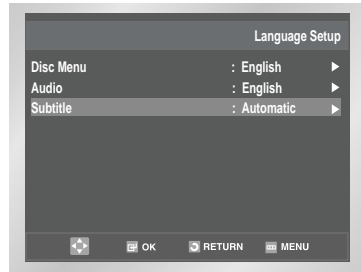 Language Setup
Disc Menu : English ▶
Audio : English ▶
Subtitle : Automatic ▶
OK RETURN MENU